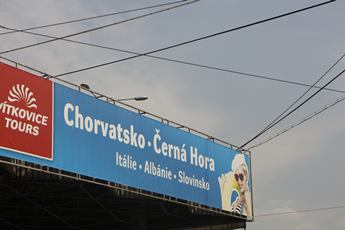 VÍTKOVICE
TOURS
Chorvatsko • Černá Hora
Itálie • Albánie • Slovinsko